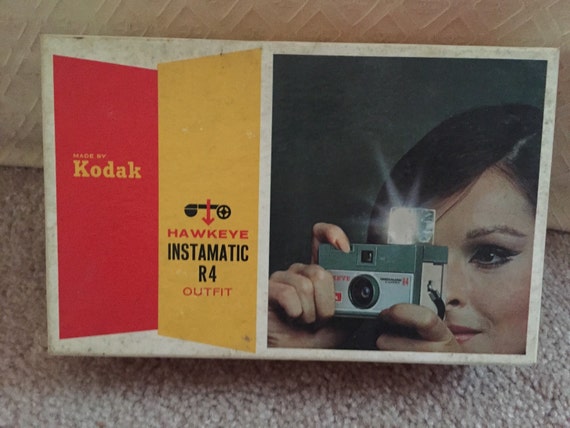 MADE BY
Kodak
HAWKEYE
INSTAMATIC
R4
OUTFIT